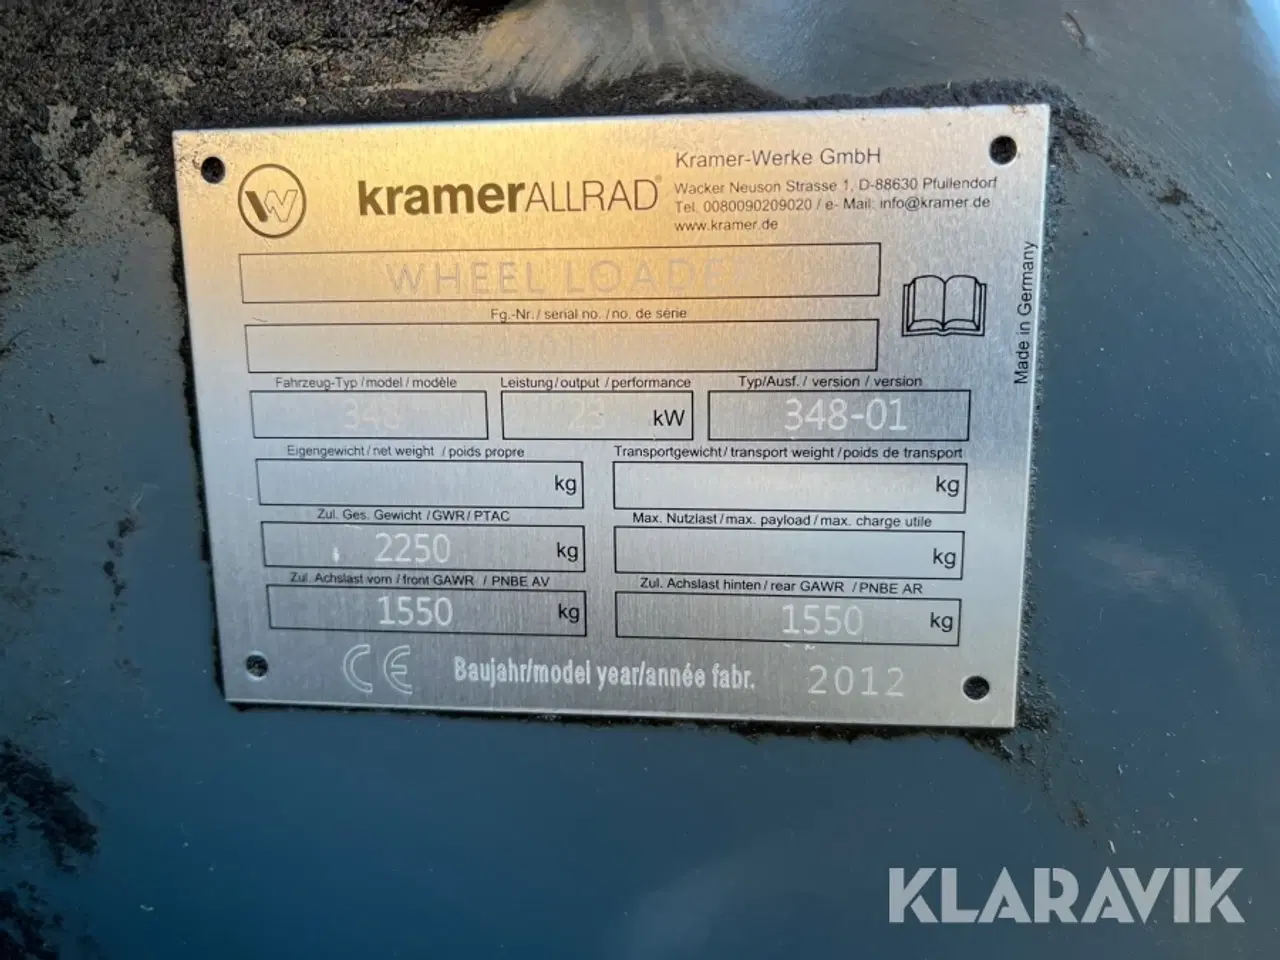 kramerALLRAD
Kramer-Werke GmbH
Wacker Neuson Strasse 1, D-88630 Pfullendorf
Tel. 0080090209020 / e- Mail: info@kramer.de
www.kramer.de
WHEEL LOADER
Made in Germany
Fg.-Nr. / serial no. / no. de série
Fahrzeug-Typ / model / modèle
Leistung / output / performance
Typ/Ausf. / version / version
348
23 kW
348-01
Eigengewicht / net weight / poids propre
Transportgewicht / transport weight / poids de transport
kg
kg
Zul. Ges. Gewicht / GWR / PTAC
Max. Nutzlast / max. payload / max. charge utile
2250 kg
kg
Zul. Achslast vorn / front GAWR / PNBE AV
Zul. Achslast hinten / rear GAWR / PNBE AR
1550 kg
1550 kg
CE Baujahr/model year/année fabr. 2012
KLARAVIK